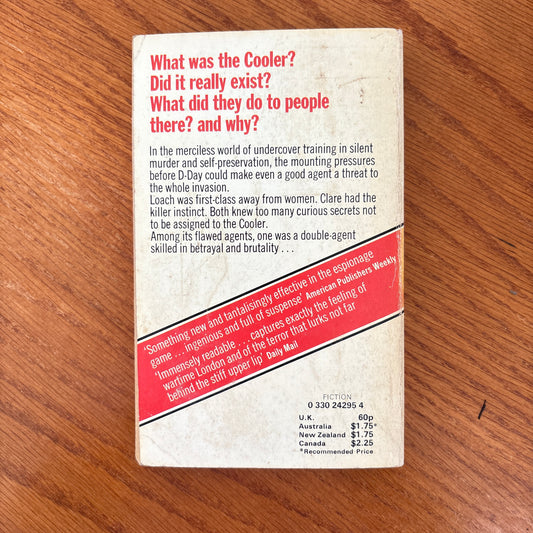 What was the Cooler?
Did it really exist?
What did they do to people
there? and why?
In the merciless world of undercover training in silent
murder and self-preservation, the mounting pressures
before D-Day could make even a good agent a threat to
the whole invasion.
Loach was first-class away from women. Clare had the
killer instinct. Both knew too many curious secrets not
to be assigned to the Cooler.
Among its flawed agents, one was a double-agent
skilled in betrayal and brutality . . .
'Something new and tantalisingly effective in the espionage
game . . . ingenious and full of suspense' American Publishers Weekly
'Immensely readable . . . captures exactly the feeling of
wartime London and of the terror that lurks not far
behind the stiff upper lip' Daily Mail
FICTION
0 330 24295 4
U.K. 60p
Australia $1.75*
New Zealand $1.75
Canada $2.25
*Recommended Price